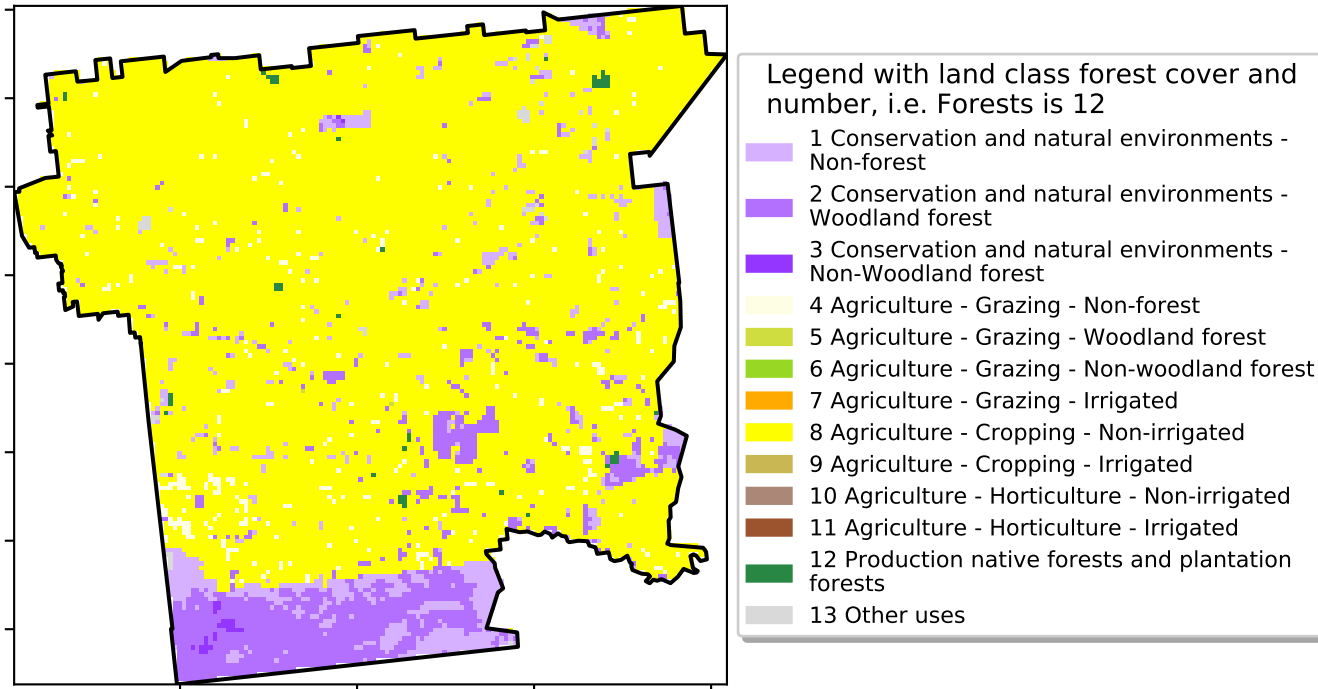 Legend with land class forest cover and
number, i.e. Forests is 12
1 Conservation and natural environments -
Non-forest
2 Conservation and natural environments -
Woodland forest
3 Conservation and natural environments -
Non-Woodland forest
4 Agriculture - Grazing - Non-forest
5 Agriculture - Grazing - Woodland forest
6 Agriculture - Grazing - Non-woodland forest
7 Agriculture - Grazing - Irrigated
8 Agriculture - Cropping - Non-irrigated
9 Agriculture - Cropping - Irrigated
10 Agriculture - Horticulture - Non-irrigated
11 Agriculture - Horticulture - Irrigated
12 Production native forests and plantation
forests
13 Other uses